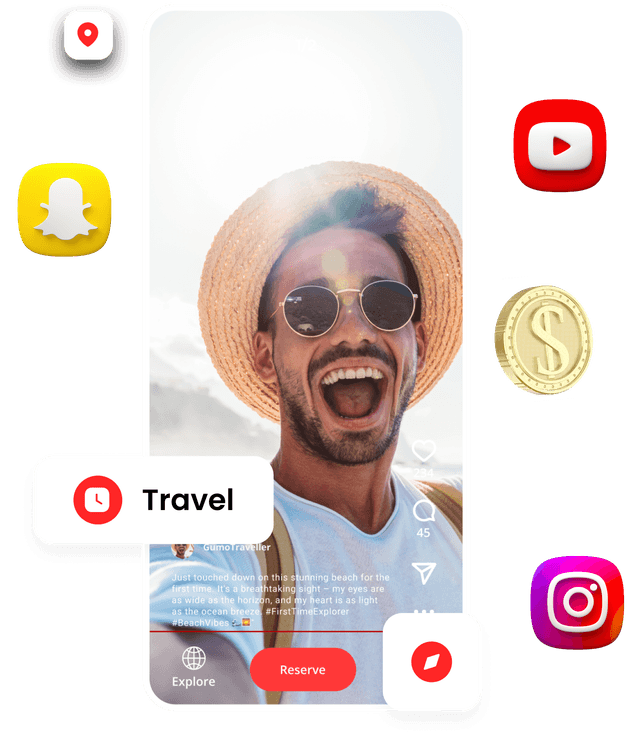 221
45
Travel
GumoTraveller
Just touched down on this stunning beach for the
first time. It's a breathtaking sight – my eyes are
as wide as the horizon, and my heart is as light
as the ocean breeze. #FirstTimeExplorer
#BeachVibes 🏖️🌅"
Explore
Reserve